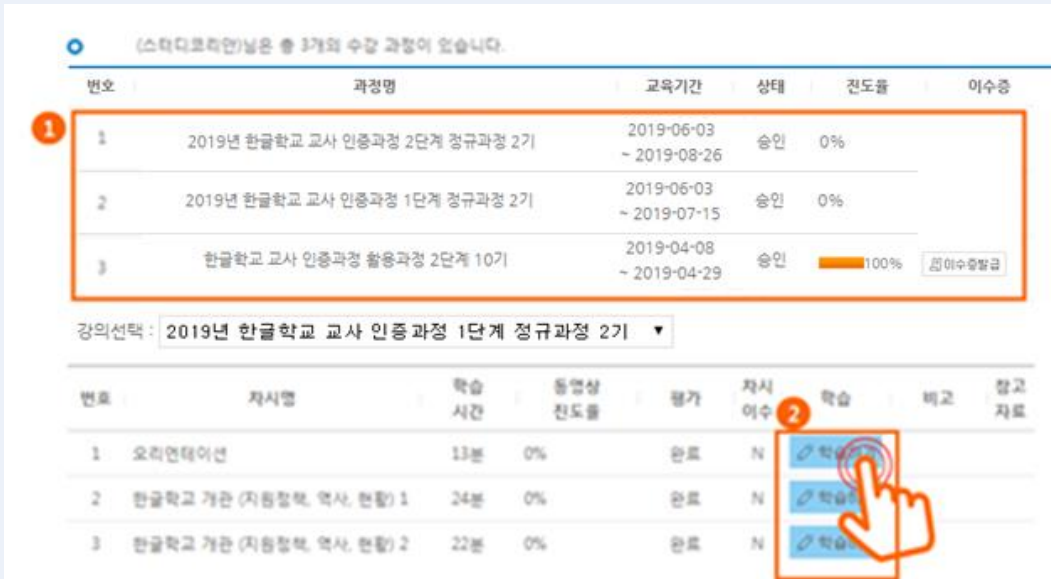 (스터디코리안)님은 총 3개의 수강 과정이 있습니다.
번호 과정명 교육기간 상태 진도율 이수증
1
1 2019년 한글학교 교사 인증과정 2단계 정규과정 2기 2019-06-03 ~ 2019-08-26 승인 0%
2 2019년 한글학교 교사 인증과정 1단계 정규과정 2기 2019-06-03 ~ 2019-07-15 승인 0%
3 한글학교 교사 인증과정 활용과정 2단계 10기 2019-04-08 ~ 2019-04-29 승인 100% 이수증발급
강의선택 : 2019년 한글학교 교사 인증과정 1단계 정규과정 2기 ▼
번호 차시명 학습시간 동영상 진도율 평가 차시 이수 학습 비고 참고 자료
2
1 오리엔테이션 13분 0% 완료 N
2 한글학교 개관 (지원정책, 역사, 현황) 1 24분 0% 완료 N
3 한글학교 개관 (지원정책, 역사, 현황) 2 22분 0% 완료 N